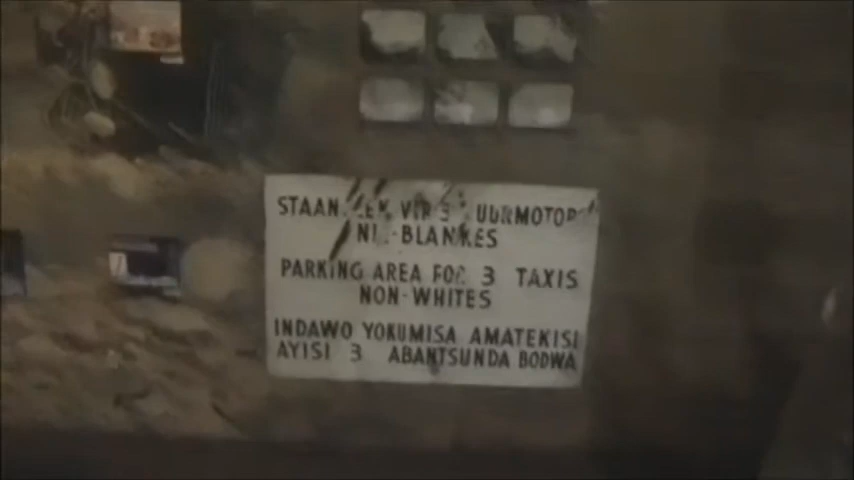 STAANPLEK VIR 3 HUURMOTORS
NIE-BLANKES
PARKING AREA FOR 3 TAXIS
NON-WHITES
INDAWO YOKUMISA AMATEKISI
AYISI 3 ABANTSUNDA BODWA